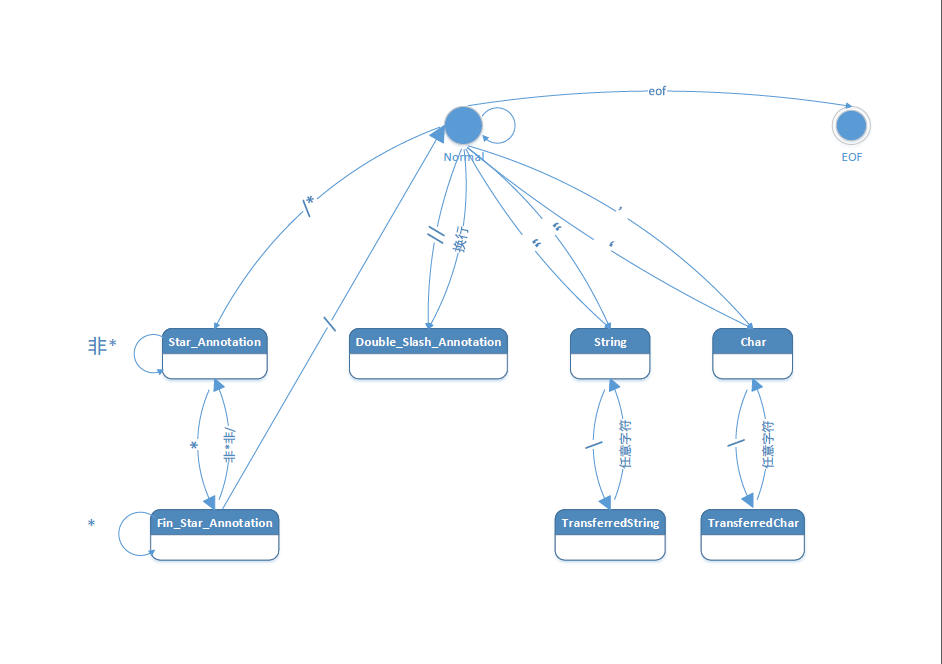 eof
Normal
EOF
/*
’
“
“
‘
//
换行
/
非*
Star_Annotation
Double_Slash_Annotation
String
Char
*
非*非/
/
任意字符
/
任意字符
*
Fin_Star_Annotation
TransferredString
TransferredChar